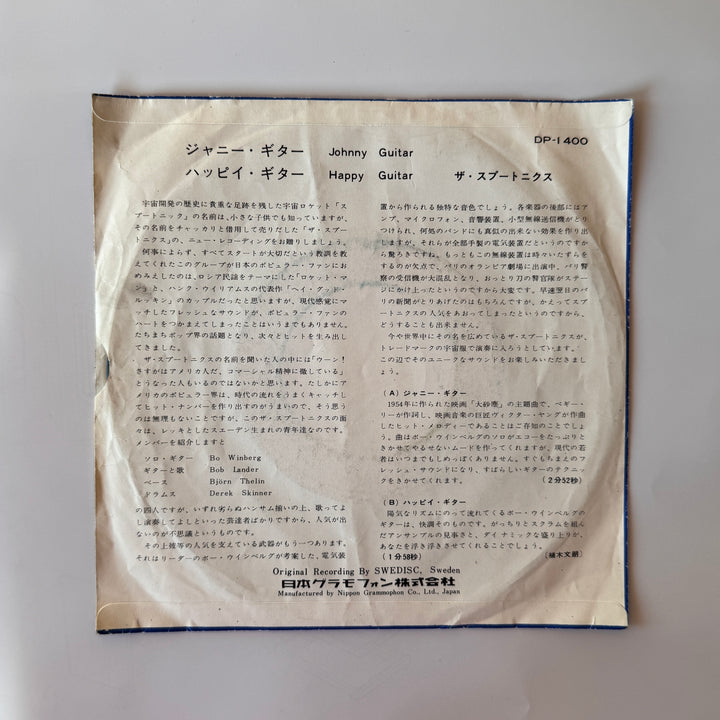 DP-1400
ジャニー・ギター Johnny Guitar
ハッピイ・ギター Happy Guitar ザ・スプートニクス
宇宙開発の歴史に貴重な足跡を残した宇宙ロケット「ス
プートニック」の名前は、小さな子供でも知っていますが、
その名前をチャッカリと借用して売りだした「ザ・スプー
トニクス」の、ニュー・レコーディングをお贈りしましょう。
何事によらず、すべてスタートが大切だという教訓を教
えてくれたこのグループが日本のポピュラー・ファンにお
めみえしたのは、ロシア民謡をテーマにした「ロケット・マ
ン」と、ハンク・ウイリアムスの代表作「ヘイ・グッド・
ルッキン」のカップルだったと思いますが、現代感覚にマ
ッチしたフレッシュなサウンドが、ポピュラー・ファンの
ハートをつかまえてしまったことはいうまでもありません。
たちまちポップ界の話題となり、次々とヒットを生み出し
てきました。
ザ・スプートニクスの名前を聞いた人の中には「ウーン！
さすがはアメリカ人だ、コマーシャル精神に徹している」
とうなった人もいるのではないかと思います。たしかにア
メリカのポピュラー界は、時代の流れをうまくキャッチし
てヒット・ナンバーを作り出すのがうまいので、そう思う
のは無理もないことですが、このザ・スプートニクスの面
々は、レッキとしたスエーデン生まれの青年達なのです。
メンバーを紹介しますと
ソロ・ギター Bo Winberg
ギターと歌 Bob Lander
ベース Björn Thelin
ドラムス Derek Skinner
の四人ですが、いずれ劣らぬハンサム揃いの上、歌ってよ
し演奏してよしといった芸達者ばかりですから、人気が出
ないのが不思議というものです。
その上彼等の人気を支えている武器がもう一つあります。
それはリーダーのボー・ウインベルグが考案した、電気装
置から作られる独特な音色でしょう。各楽器の後部にはア
ンプ、マイクロフォン、音響装置、小型無線送信機がとり
つけられ、何処のバンドにも真似の出来ない効果を作り出
しますが、それらが全部手製の電気装置だというのですか
ら驚ろきですね。もっともこの無線装置は時々いたずらを
するのが欠点で、パリのオランピア劇場に出演中、パリ警
察の受信機が大混乱となり、おっとり刀の警官隊がステー
ジにかけ上ったというのですから大変です。早速翌日のパ
リの新聞がとりあげたのはもちろんですが、かえってスプ
ートニクスの人気をあおってしまったというのですから、
どうすることも出来ません。
今や世界中にその名を広めているザ・スプートニクスが、
トレードマークの宇宙服で演奏に入ろうとしています。こ
の辺でそのユニークなサウンドをお楽しみいただきましょ
う。
（A）ジャニー・ギター
1954年に作られた映画「大砂塵」の主題曲で、ペギー・
リーが作詞し、映画音楽の巨匠ヴィクター・ヤングが作曲
したヒット・メロディーであることはご存知のことでしょ
う。曲はボー・ウインベルグのソロがエコーをたっぷりと
きかせてやるせないムードを作ってくれますが、現代の若
者はいつまでもしめっぽくありません。すぐもちまえのフ
レッシュ・サウンドになり、すばらしいギターのテクニッ
クをきかせてくれます。 （2分52秒）
（B）ハッピイ・ギター
陽気なリズムにのって流れてくるボー・ウインベルグの
ギターは、快調そのものです。がっちりとスクラムを組ん
だアンサンブルの見事さと、ダイナミックな盛り上りが、
あなたを浮き浮きさせてくれることでしょう。
（1分58秒） （植木文朗）
Original Recording By SWEDISC, Sweden
日本グラモフォン株式会社
Manufactured by Nippon Grammophon Co., Ltd., Japan